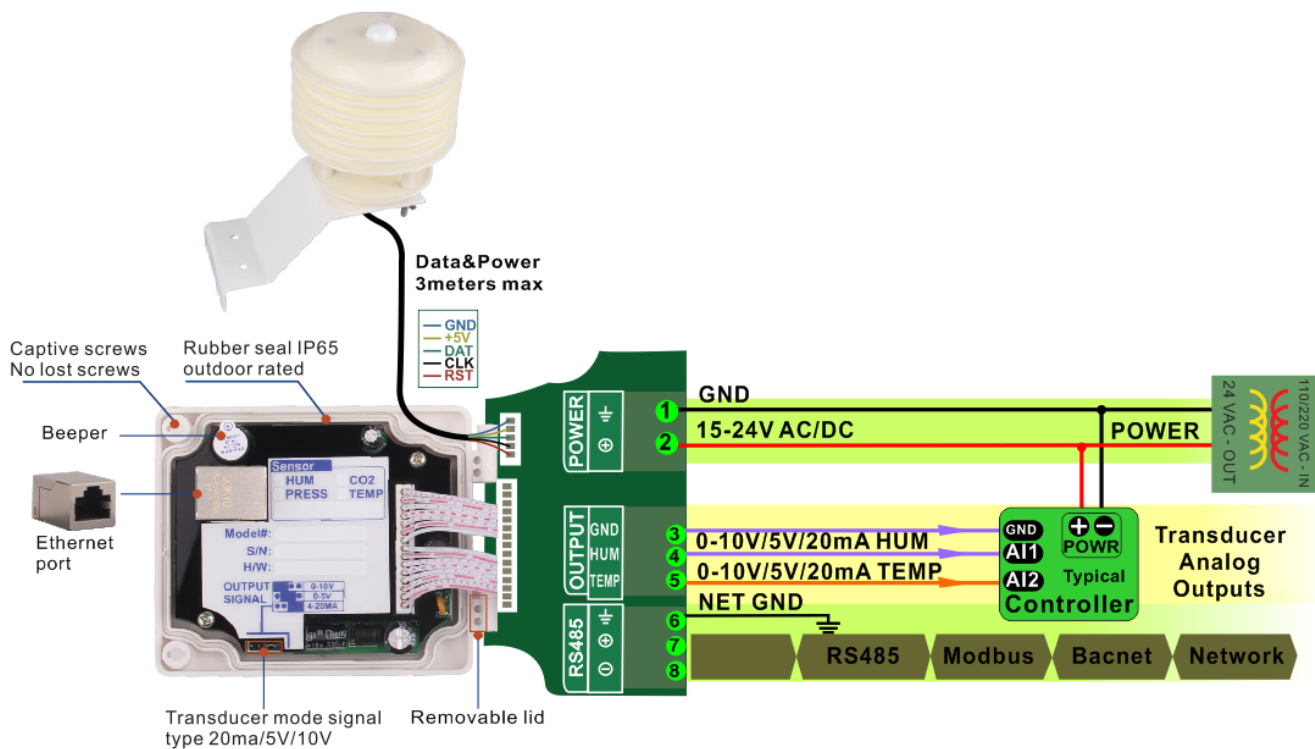 Data&Power
3meters max
GND
+5V
DAT
CLK
RST
Captive screws
No lost screws
Rubber seal IP65
outdoor rated
Beeper
Ethernet
port
Sensor
HUM
CO2
PRESS
TEMP
Model#:
S/N:
H/W:
OUTPUT
SIGNAL
0-10V
0-5V
4-20MA
Transducer mode signal
type 20ma/5V/10V
Removable lid
POWER
1
GND
2
15-24V AC/DC
POWER
24 VAC - OUT
110/220 VAC - IN
OUTPUT
GND
HUM
TEMP
3
0-10V/5V/20mA HUM
4
0-10V/5V/20mA TEMP
5
GND
AI1
AI2
POWR
Typical
Controller
Transducer
Analog
Outputs
RS485
NET GND
6
7
8
RS485
Modbus
Bacnet
Network